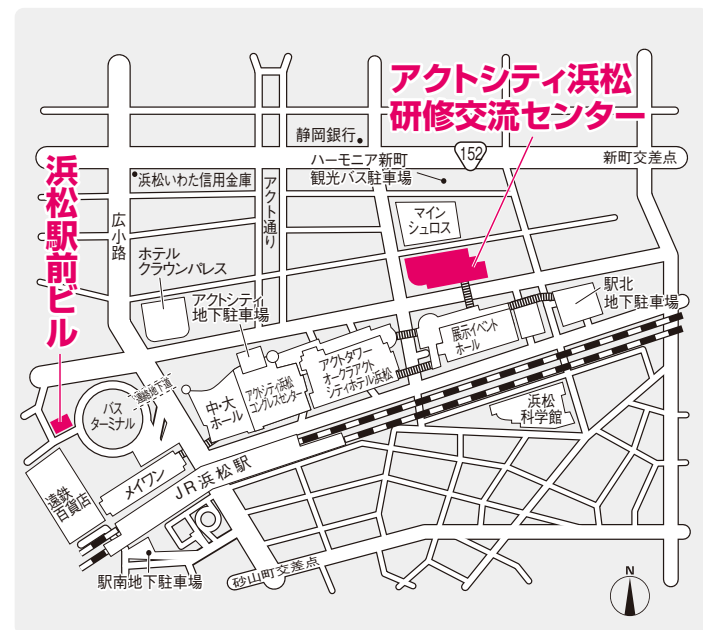 アクトシティ浜松
研修交流センター
静岡銀行
152
ハーモニア新町
観光バス駐車場
新町交差点
浜松いわた信用金庫
アクト通り
広小路
浜松駅前ビル
マイン
シュロス
ホテル
クラウンパレス
アクトシティ
地下駐車場
駅北
地下駐車場
展示イベント
ホール
アクトタワー
オークラアクト
シティホテル浜松
アクトシティ浜松
コングレスセンター
中・大
ホール
バス
ターミナル
浜松
科学館
メイワン
JR浜松駅
遠鉄
百貨店
駅南地下駐車場
砂山町交差点
N